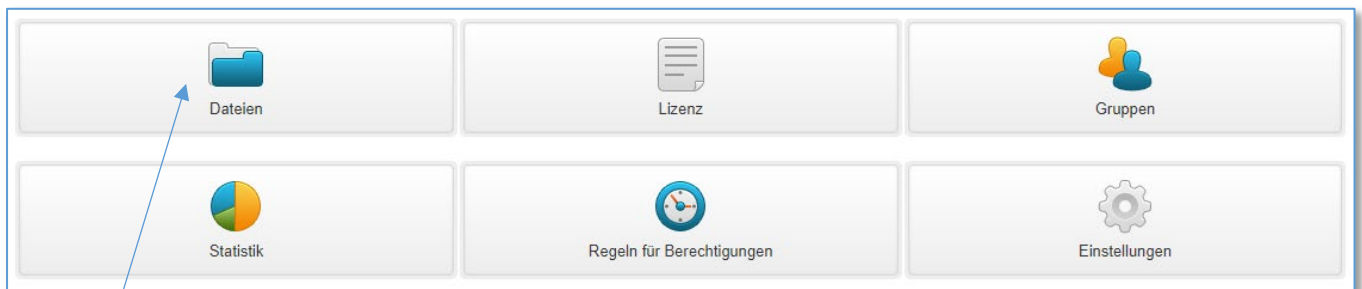 Dateien
Lizenz
Gruppen
Statistik
Regeln für Berechtigungen
Einstellungen